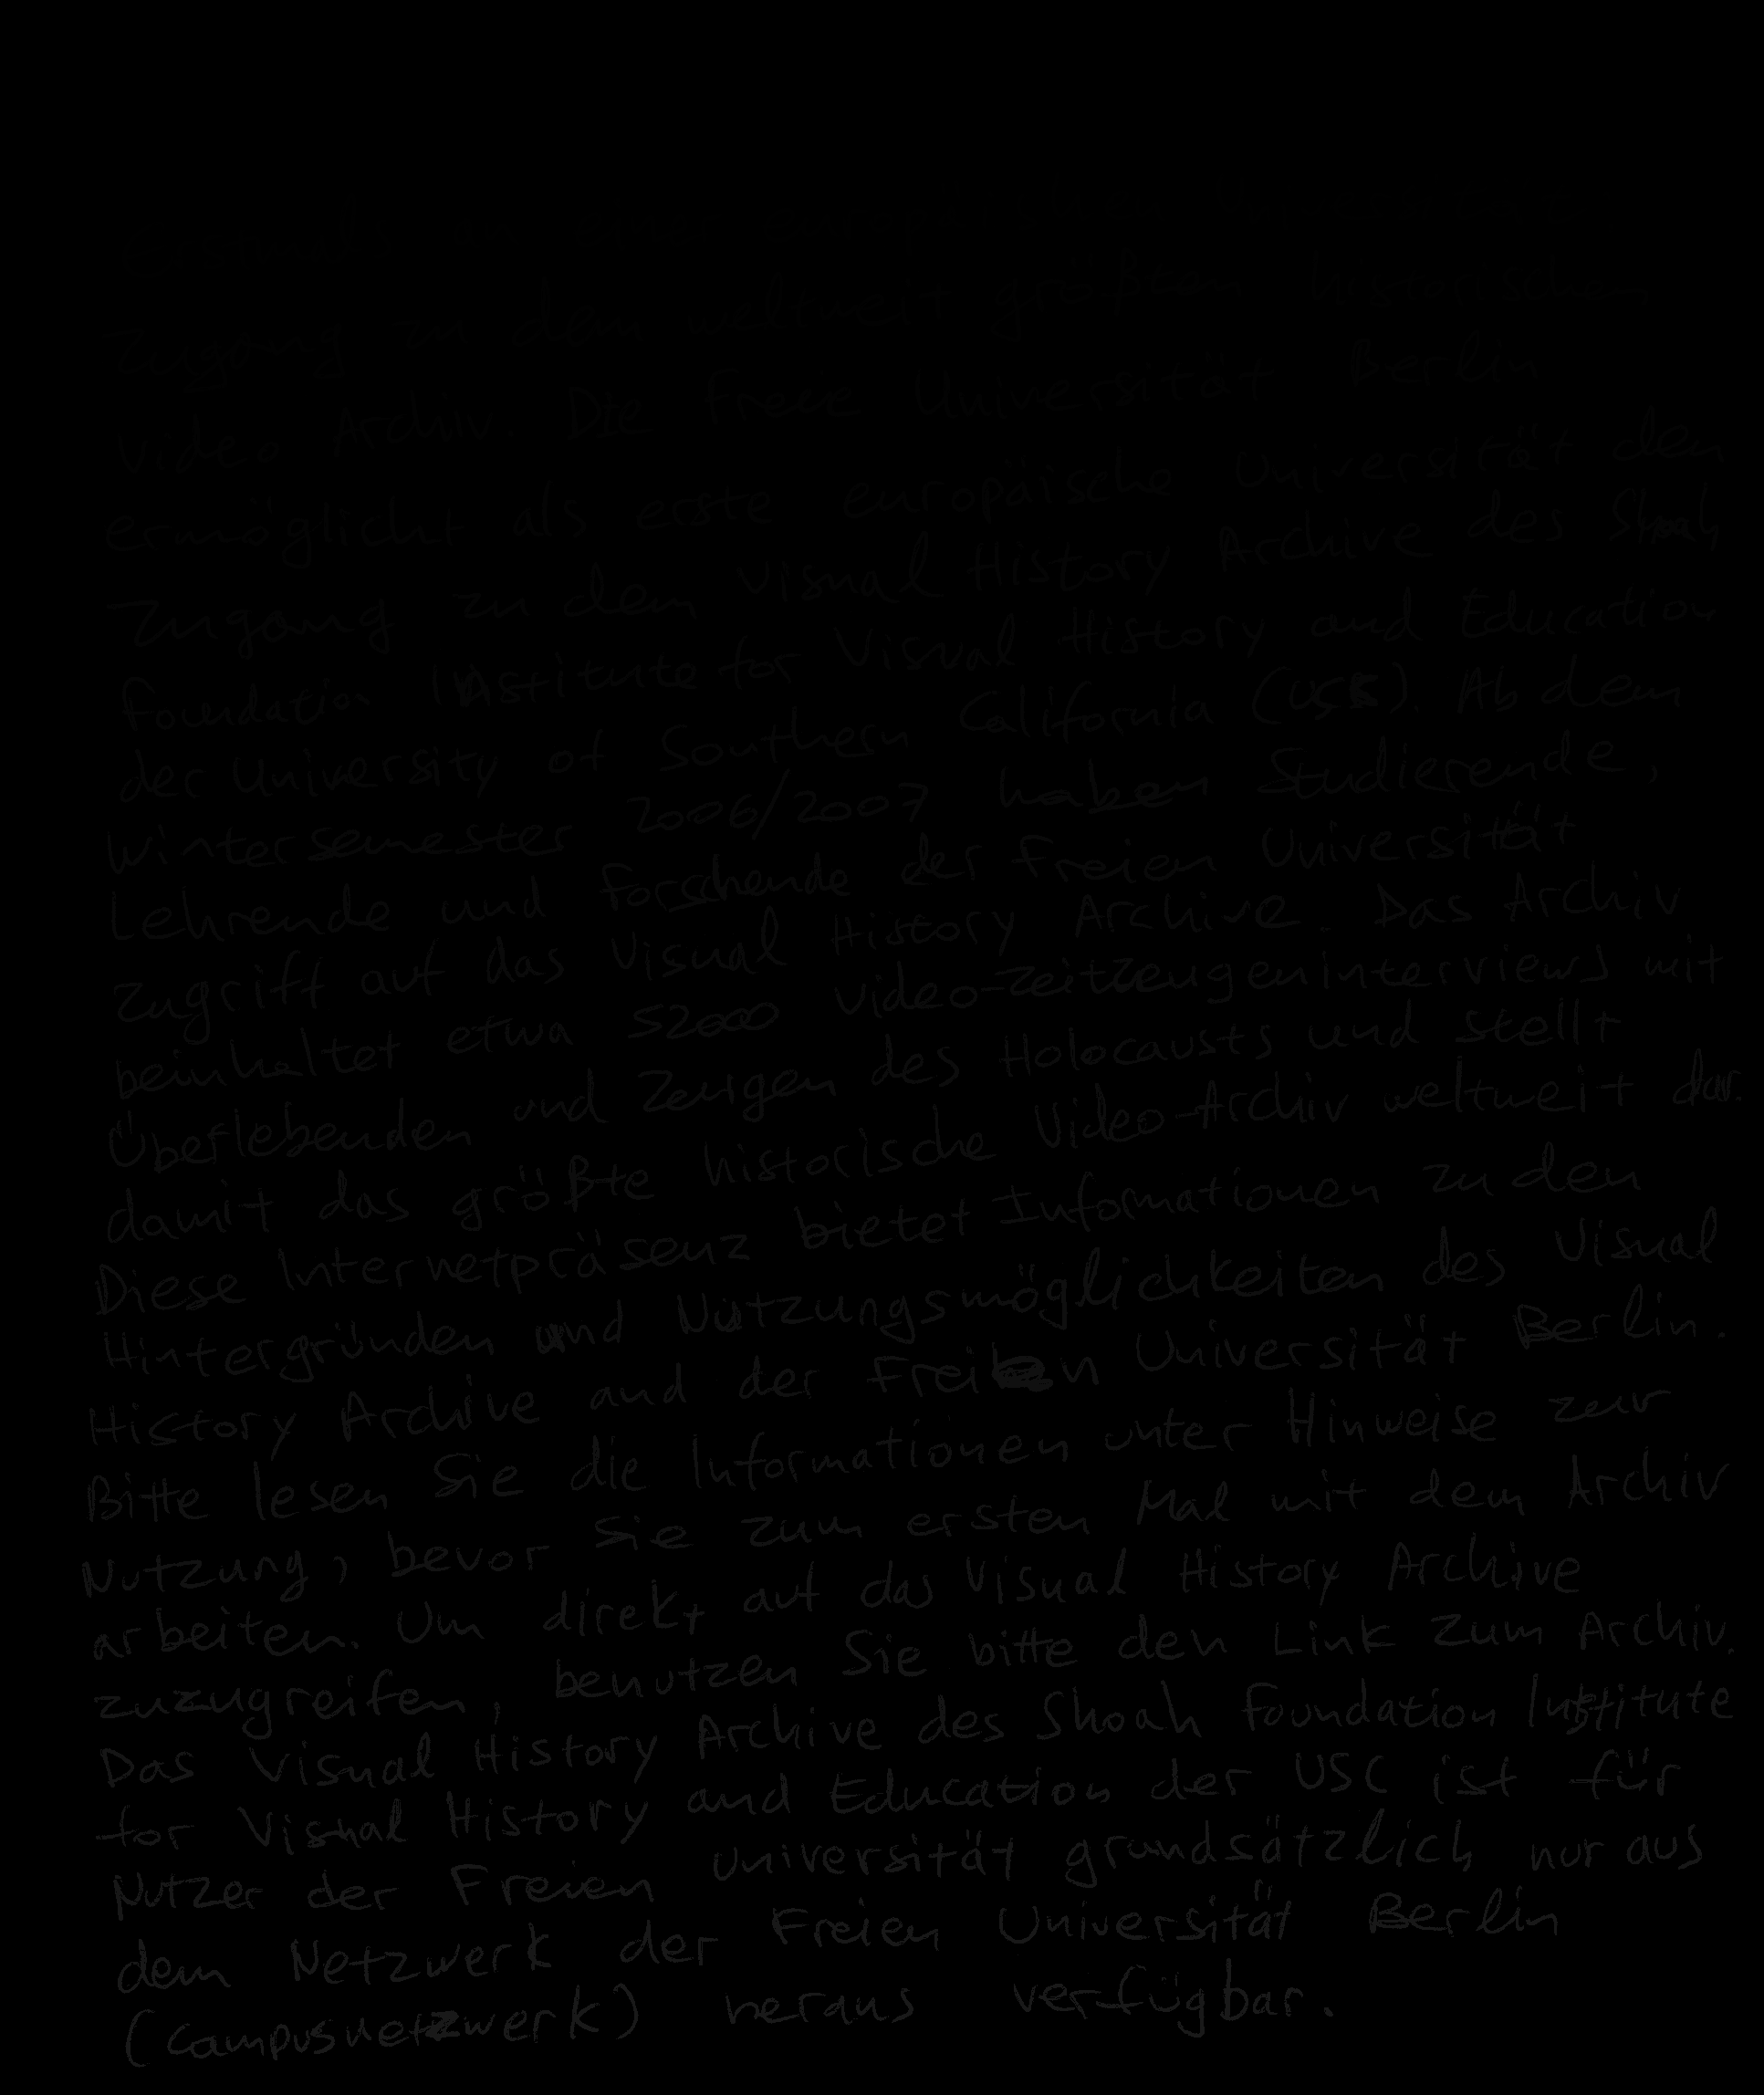 Zugang zu dem weltweit größten historischen
Video Archiv. Die Freie Universität Berlin
ermöglicht als erste europäische Universität den
Zugang zu dem Visual History Archive des Shoah
Foundation Institute for Visual History and Education
der University of Southern California (USC). Ab dem
Wintersemester 2006/2007 haben Studierende,
Lehrende und Forschende der Freien Universität
Zugriff auf das Visual History Archive. Das Archiv
beinhaltet etwa 52000 Video-Zeitzeugeninterviews mit
Überlebenden und Zeugen des Holocausts und stellt
damit das größte historische Video-Archiv weltweit dar.
Diese Internetpräsenz bietet Informationen zu den
Hintergründen und Nutzungsmöglichkeiten des Visual
History Archive and der Freien Universität Berlin.
Bitte lesen Sie die Informationen unter Hinweise zur
Nutzung, bevor Sie zum ersten Mal mit dem Archiv
arbeiten. Um direkt auf das Visual History Archive
zuzugreifen, benutzen Sie bitte den Link zum Archiv.
Das Visual History Archive des Shoah Foundation Institute
for Visual History and Education der USC ist für
Nutzer der Freien Universität grundsätzlich nur aus
dem Netzwerk der Freien Universität Berlin
(Campusnetzwerk) heraus verfügbar.